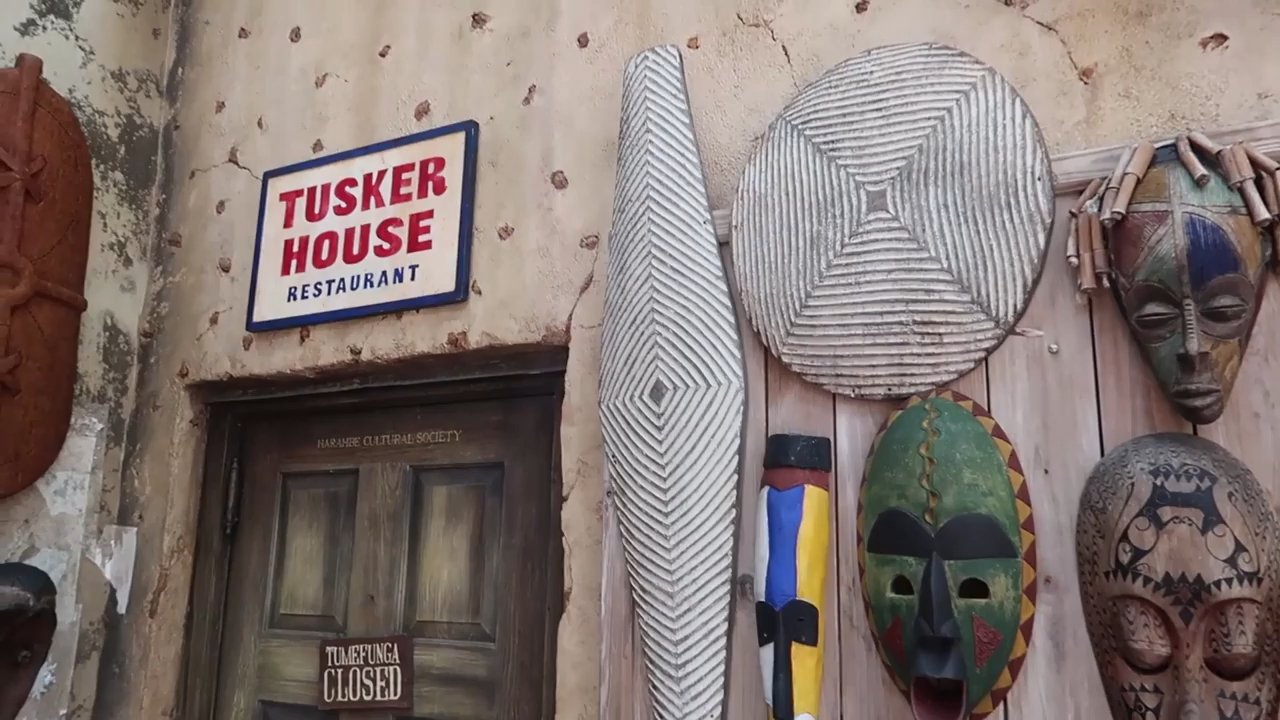 TUSKER
HOUSE
RESTAURANT
HARAMBE CULTURAL SOCIETY
TUMEFUNGA
CLOSED